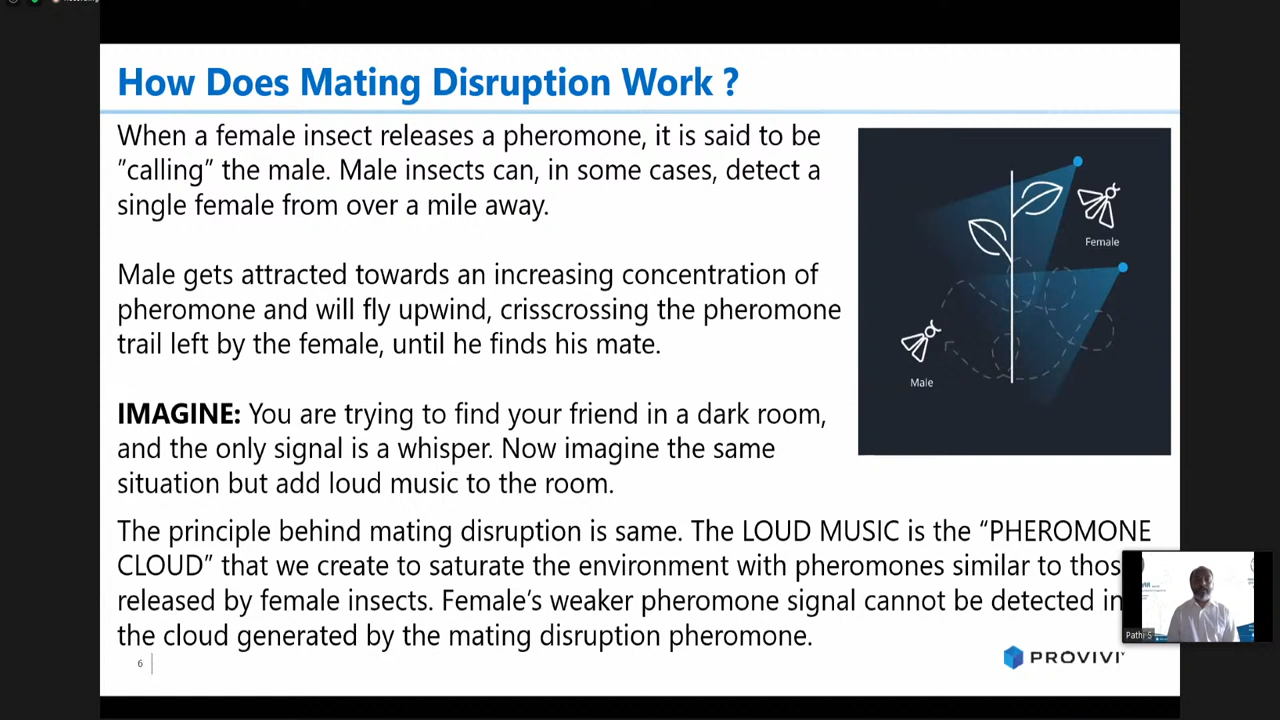 How Does Mating Disruption Work ?
When a female insect releases a pheromone, it is said to be
”calling” the male. Male insects can, in some cases, detect a
single female from over a mile away.
Male gets attracted towards an increasing concentration of
pheromone and will fly upwind, crisscrossing the pheromone
trail left by the female, until he finds his mate.
IMAGINE: You are trying to find your friend in a dark room,
and the only signal is a whisper. Now imagine the same
situation but add loud music to the room.
The principle behind mating disruption is same. The LOUD MUSIC is the “PHEROMONE
CLOUD” that we create to saturate the environment with pheromones similar to thos
released by female insects. Female’s weaker pheromone signal cannot be detected in
the cloud generated by the mating disruption pheromone.
Female
Male
Pathi S
6
PROVIVI